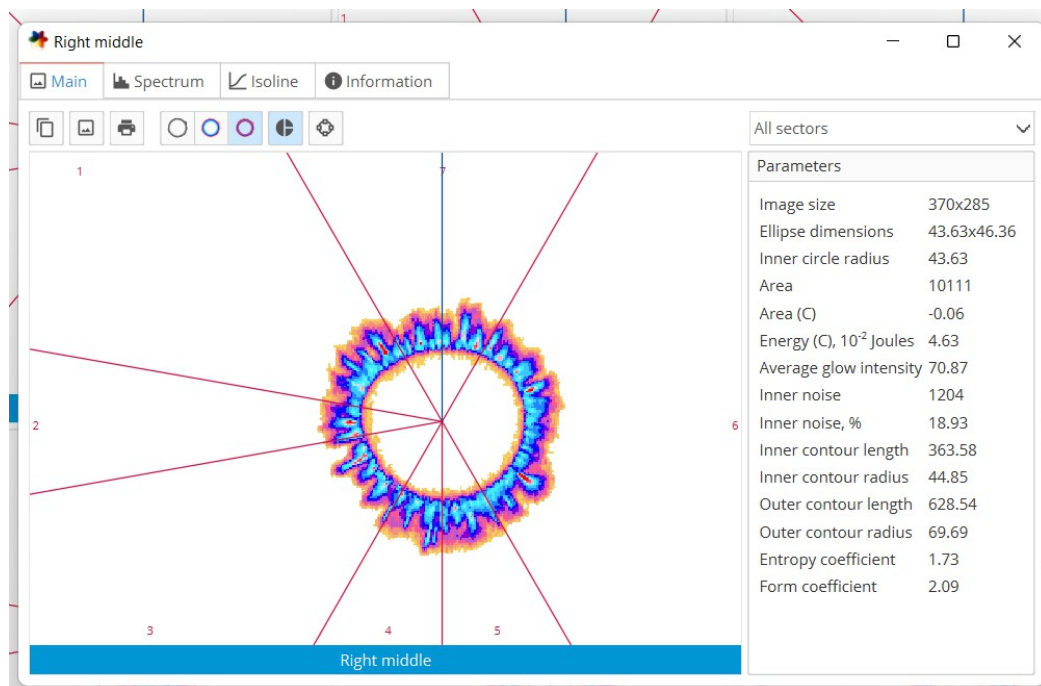 1
Right middle
Main
Spectrum
Isoline
Information
All sectors
1
7
2
6
3
4
5
Right middle
Parameters
Image size 370x285
Ellipse dimensions 43.63x46.36
Inner circle radius 43.63
Area 10111
Area (C) -0.06
Energy (C), 10⁻² Joules 4.63
Average glow intensity 70.87
Inner noise 1204
Inner noise, % 18.93
Inner contour length 363.58
Inner contour radius 44.85
Outer contour length 628.54
Outer contour radius 69.69
Entropy coefficient 1.73
Form coefficient 2.09